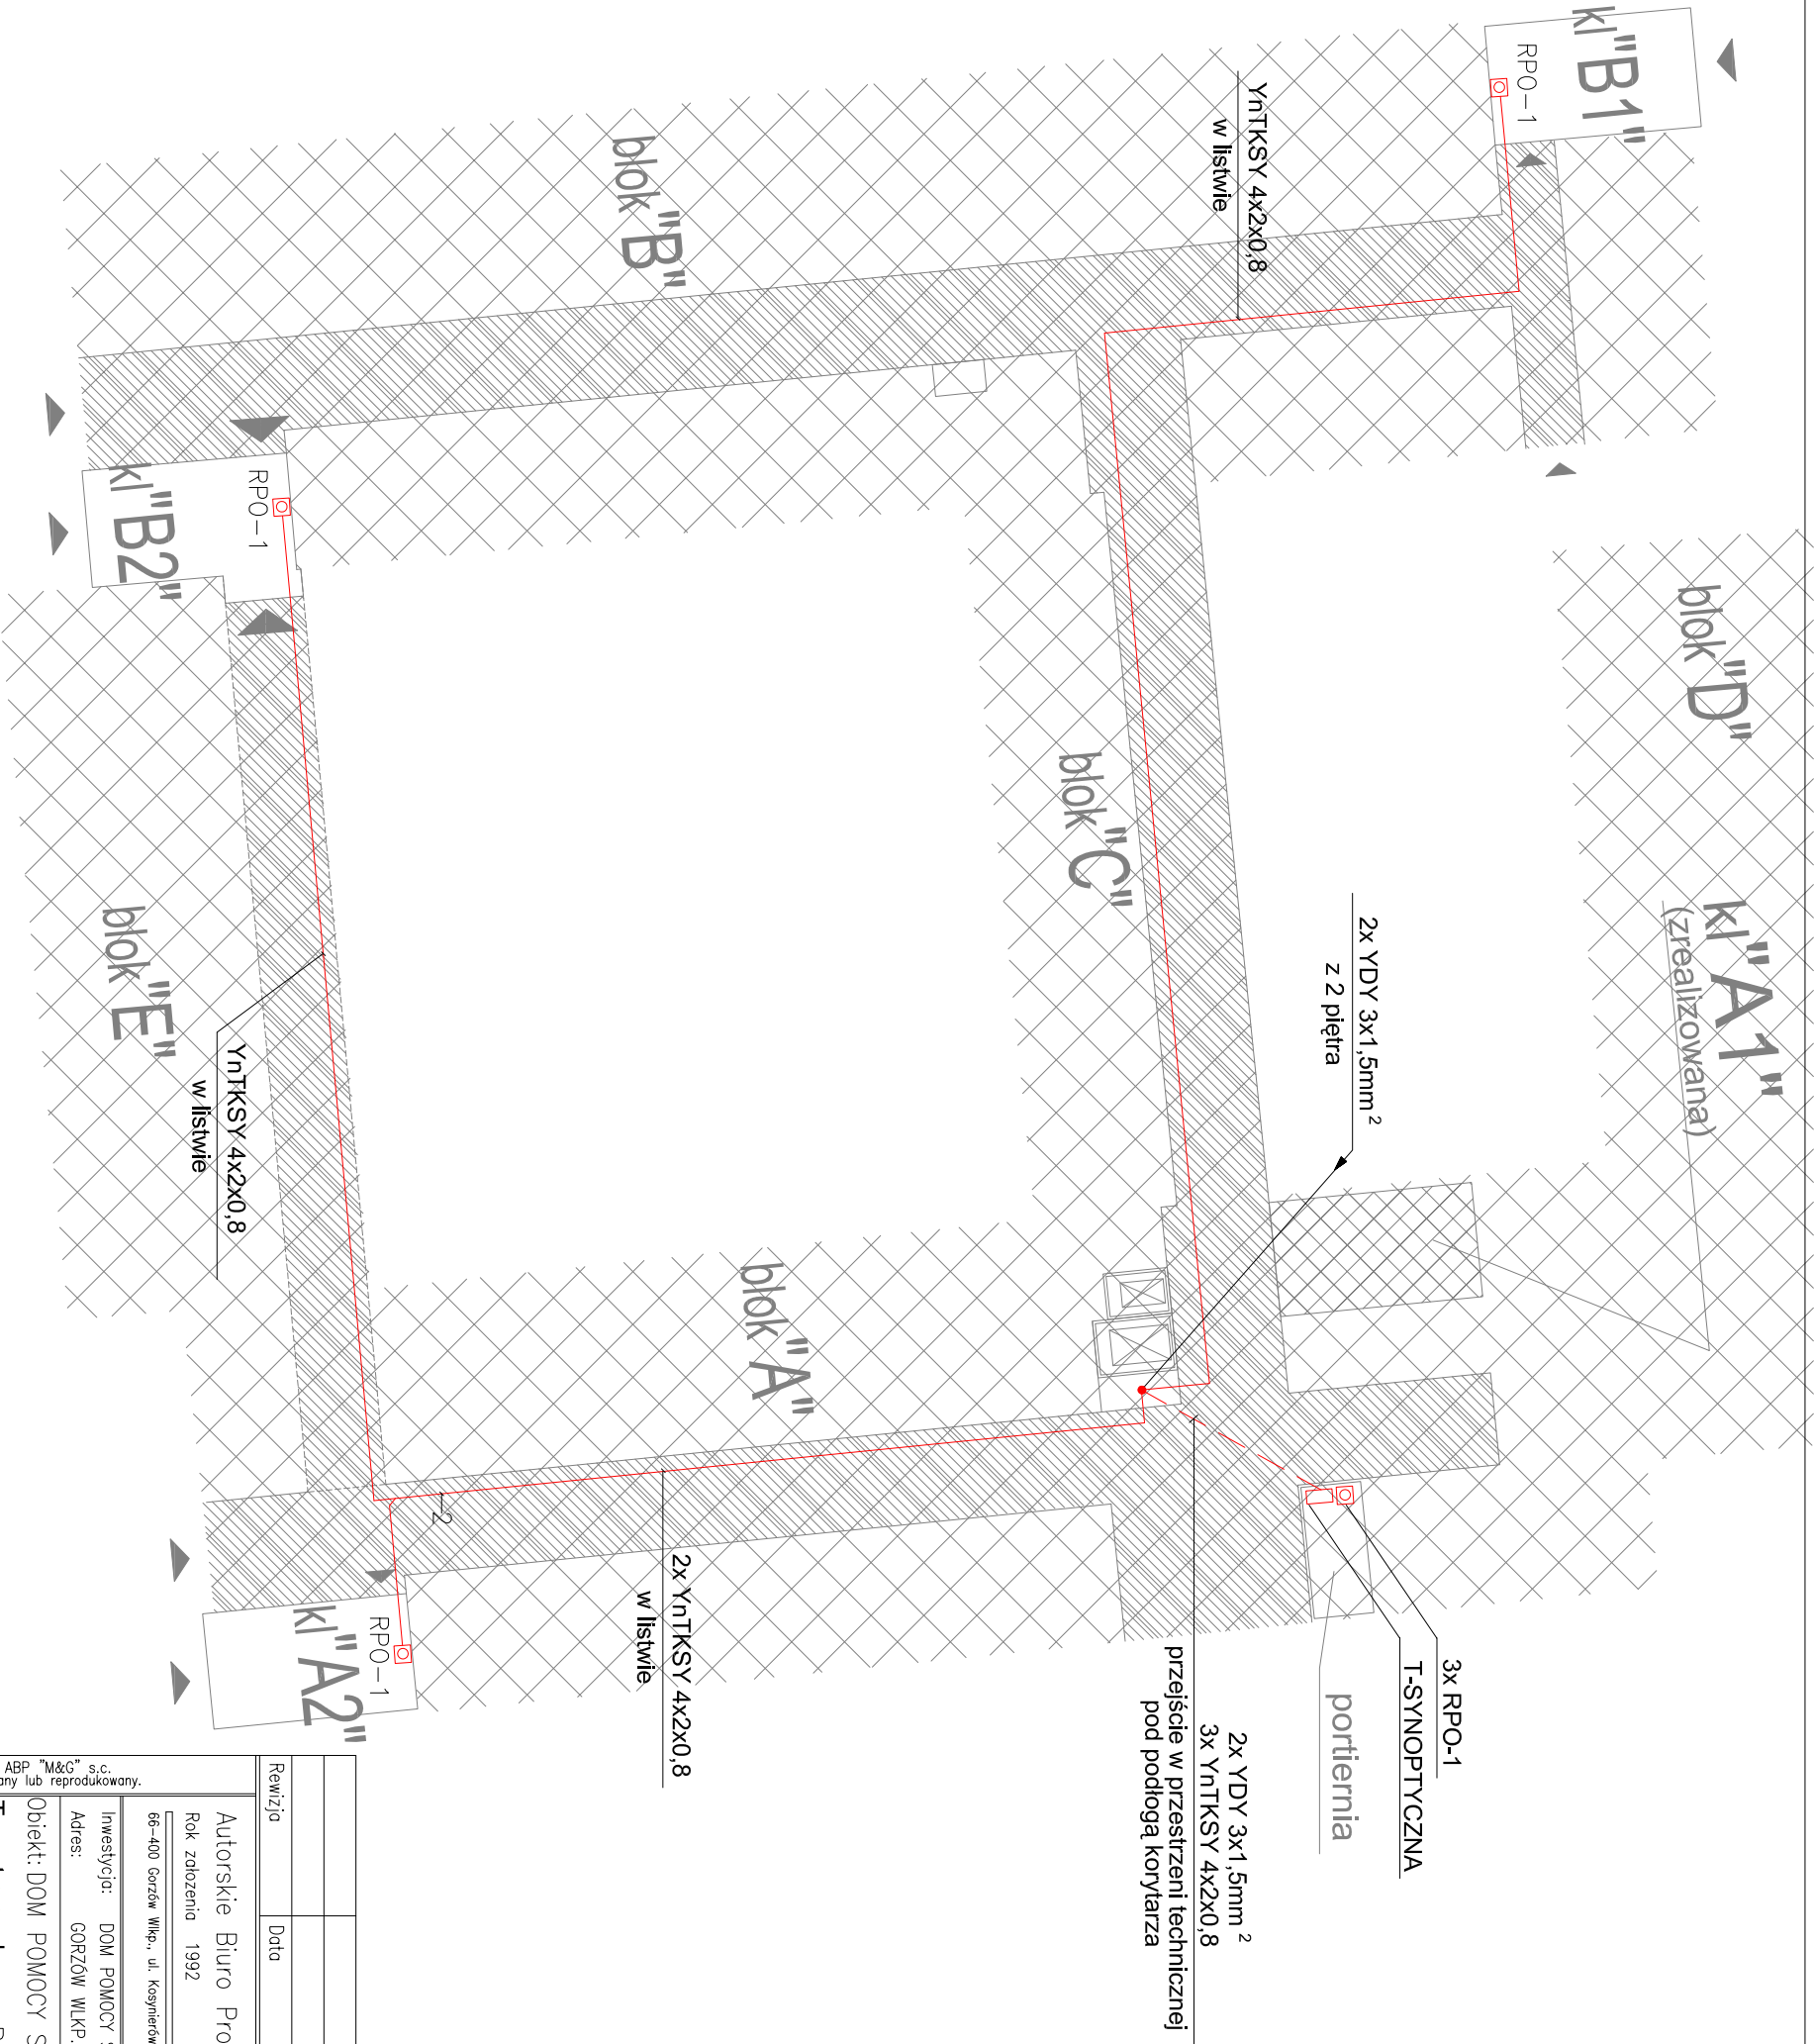 kl"B1"
RPO-1
YnTKSY 4x2x0,8
w listwie
blok"B"
kl"B2"
RPO-1
blok"D"
kl"A1"
(zrealizowana)
blok"C"
2x YDY 3x1,5mm²
z 2 piętra
blok"E"
YnTKSY 4x2x0,8
w listwie
blok"A"
2x YnTKSY 4x2x0,8
w listwie
kl"A2"
RPO-1
3x RPO-1
T-SYNOPTYCZNA
portiernia
2x YDY 3x1,5mm²
3x YnTKSY 4x2x0,8
przejście w przestrzeni technicznej
pod podłogą korytarza
Rewizja
Data
Autorskie Biuro Pro
Rok założenia 1992
66-400 Gorzów Wlkp., ul. Kosynierów
Inwestycja: DOM POMOCY S
Adres: GORZÓW WLKP.
Obiekt: DOM POMOCY S
ABP "M&G" s.c.
any lub reprodukowany.